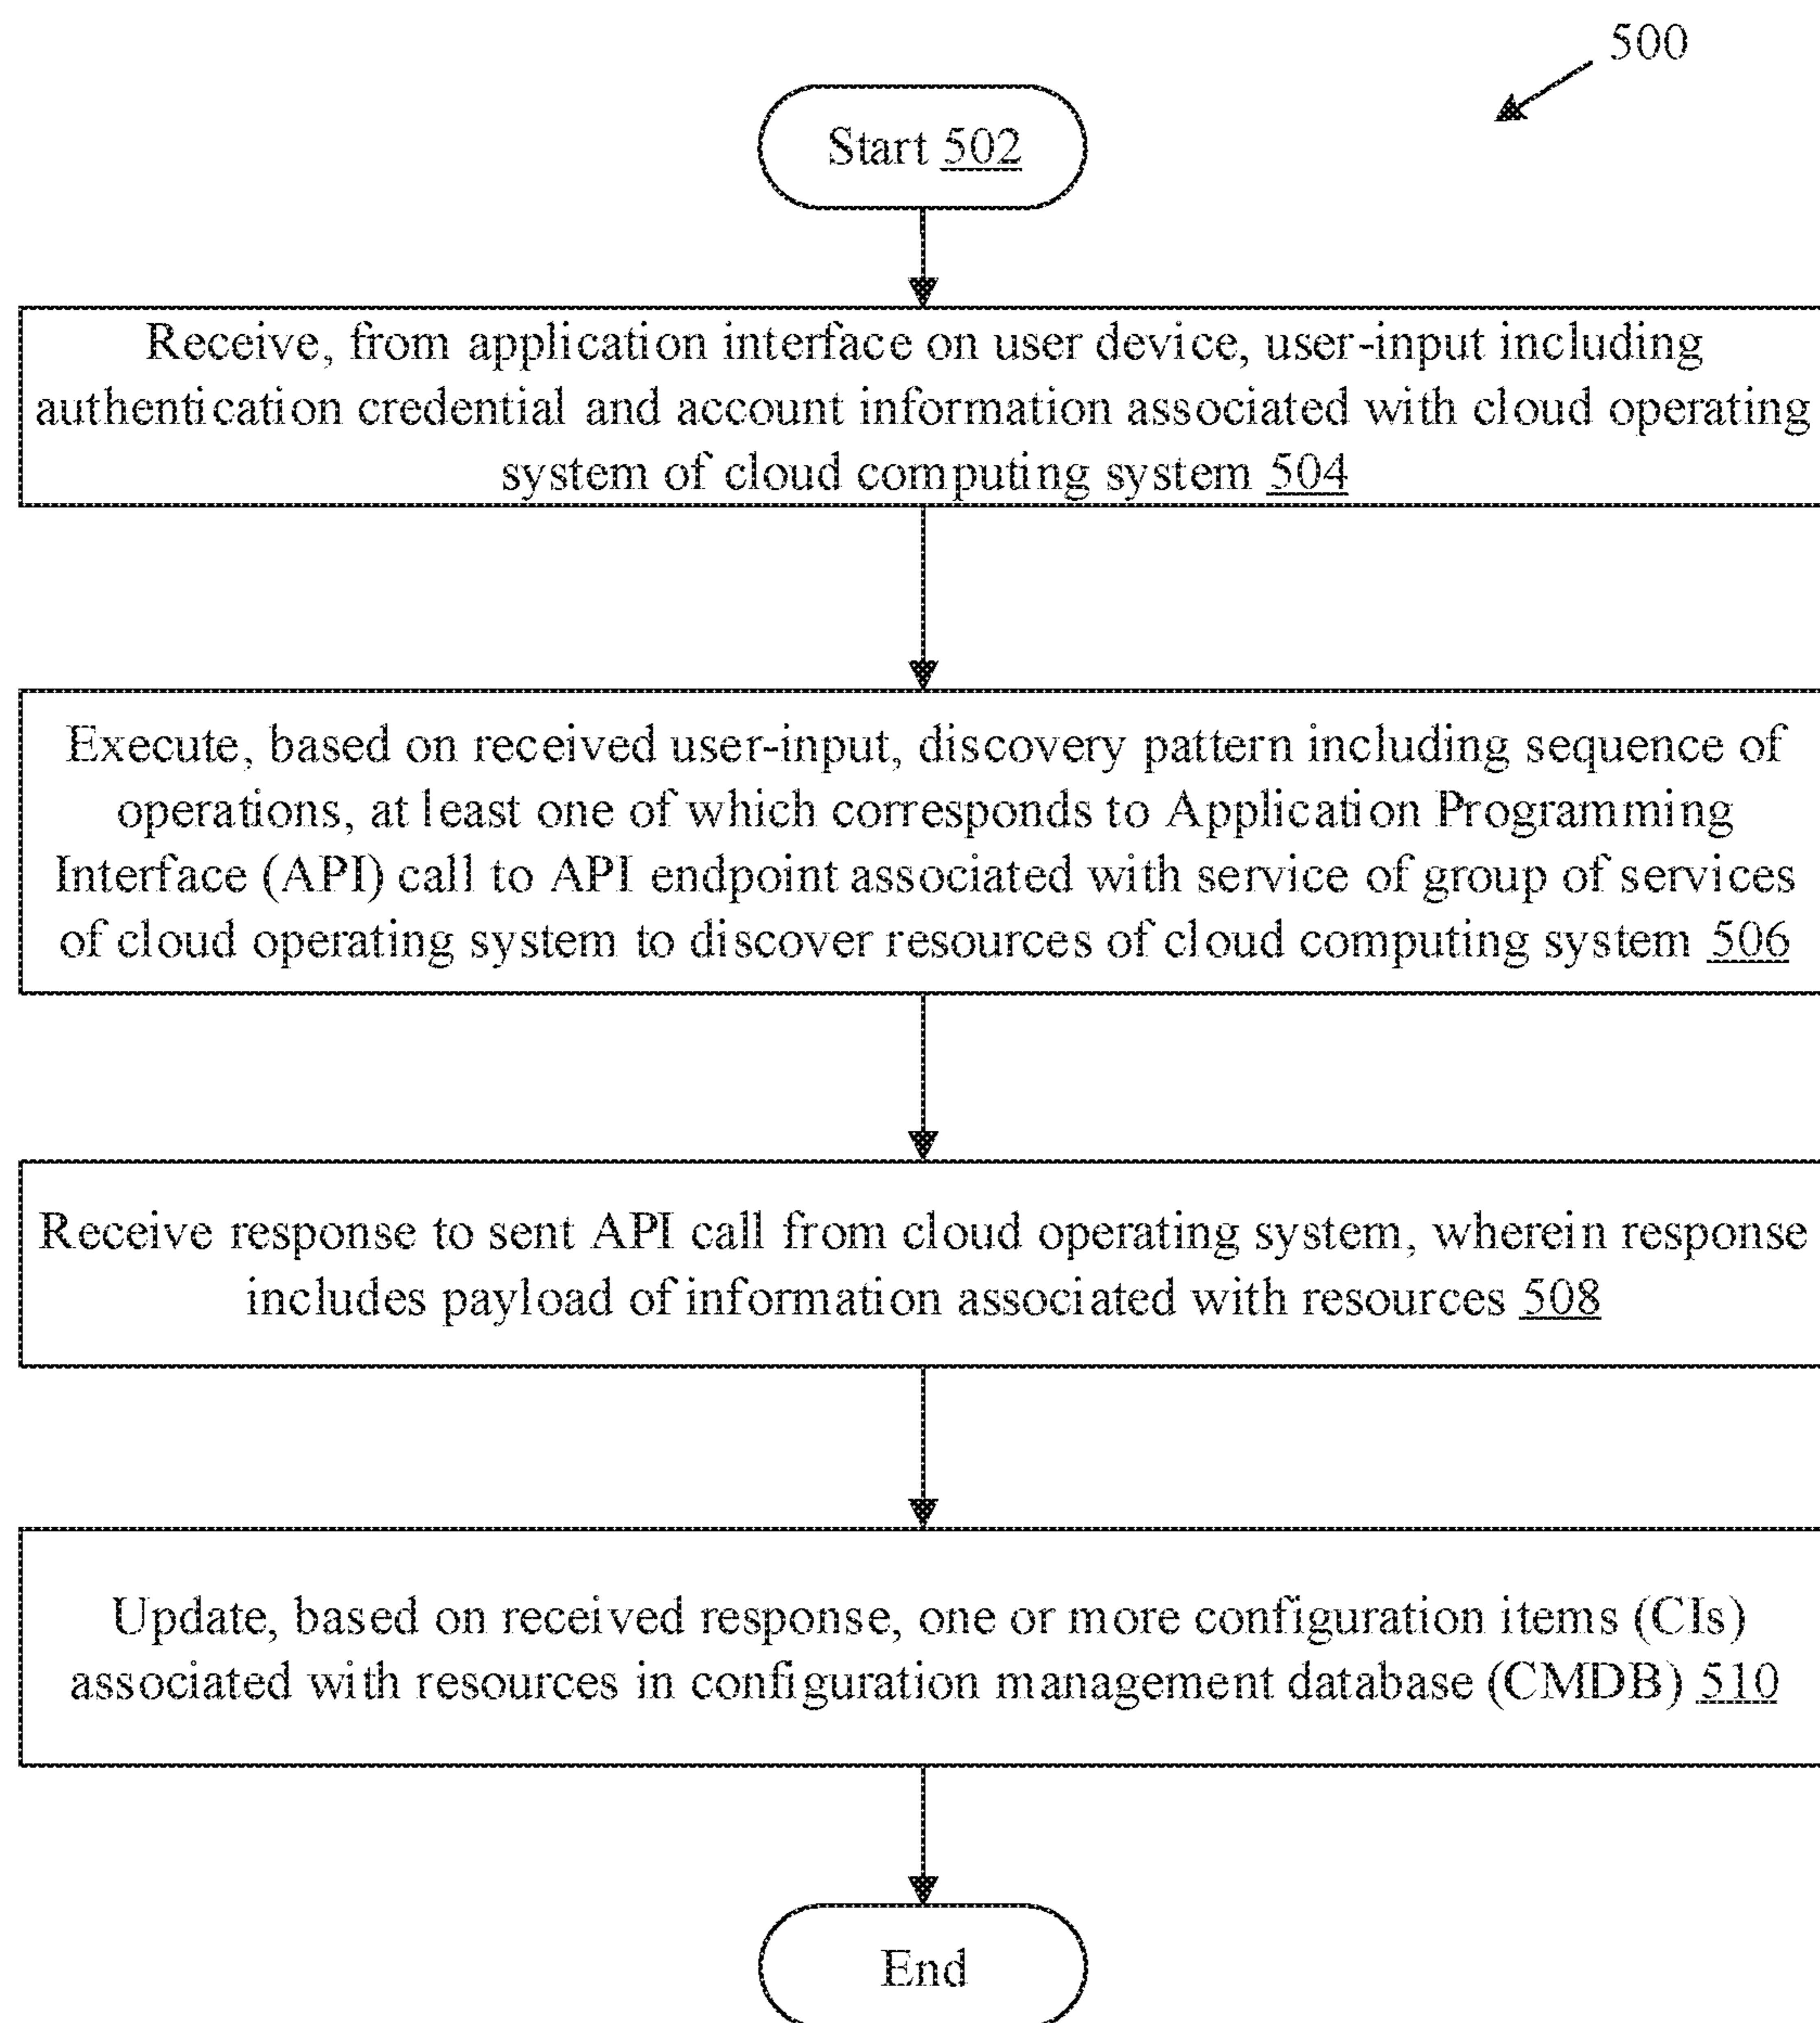 500
Start 502
Receive, from application interface on user device, user-input including
authentication credential and account information associated with cloud operating
system of cloud computing system 504
Execute, based on received user-input, discovery pattern including sequence of
operations, at least one of which corresponds to Application Programming
Interface (API) call to API endpoint associated with service of group of services
of cloud operating system to discover resources of cloud computing system 506
Receive response to sent API call from cloud operating system, wherein response
includes payload of information associated with resources 508
Update, based on received response, one or more configuration items (CIs)
associated with resources in configuration management database (CMDB) 510
End